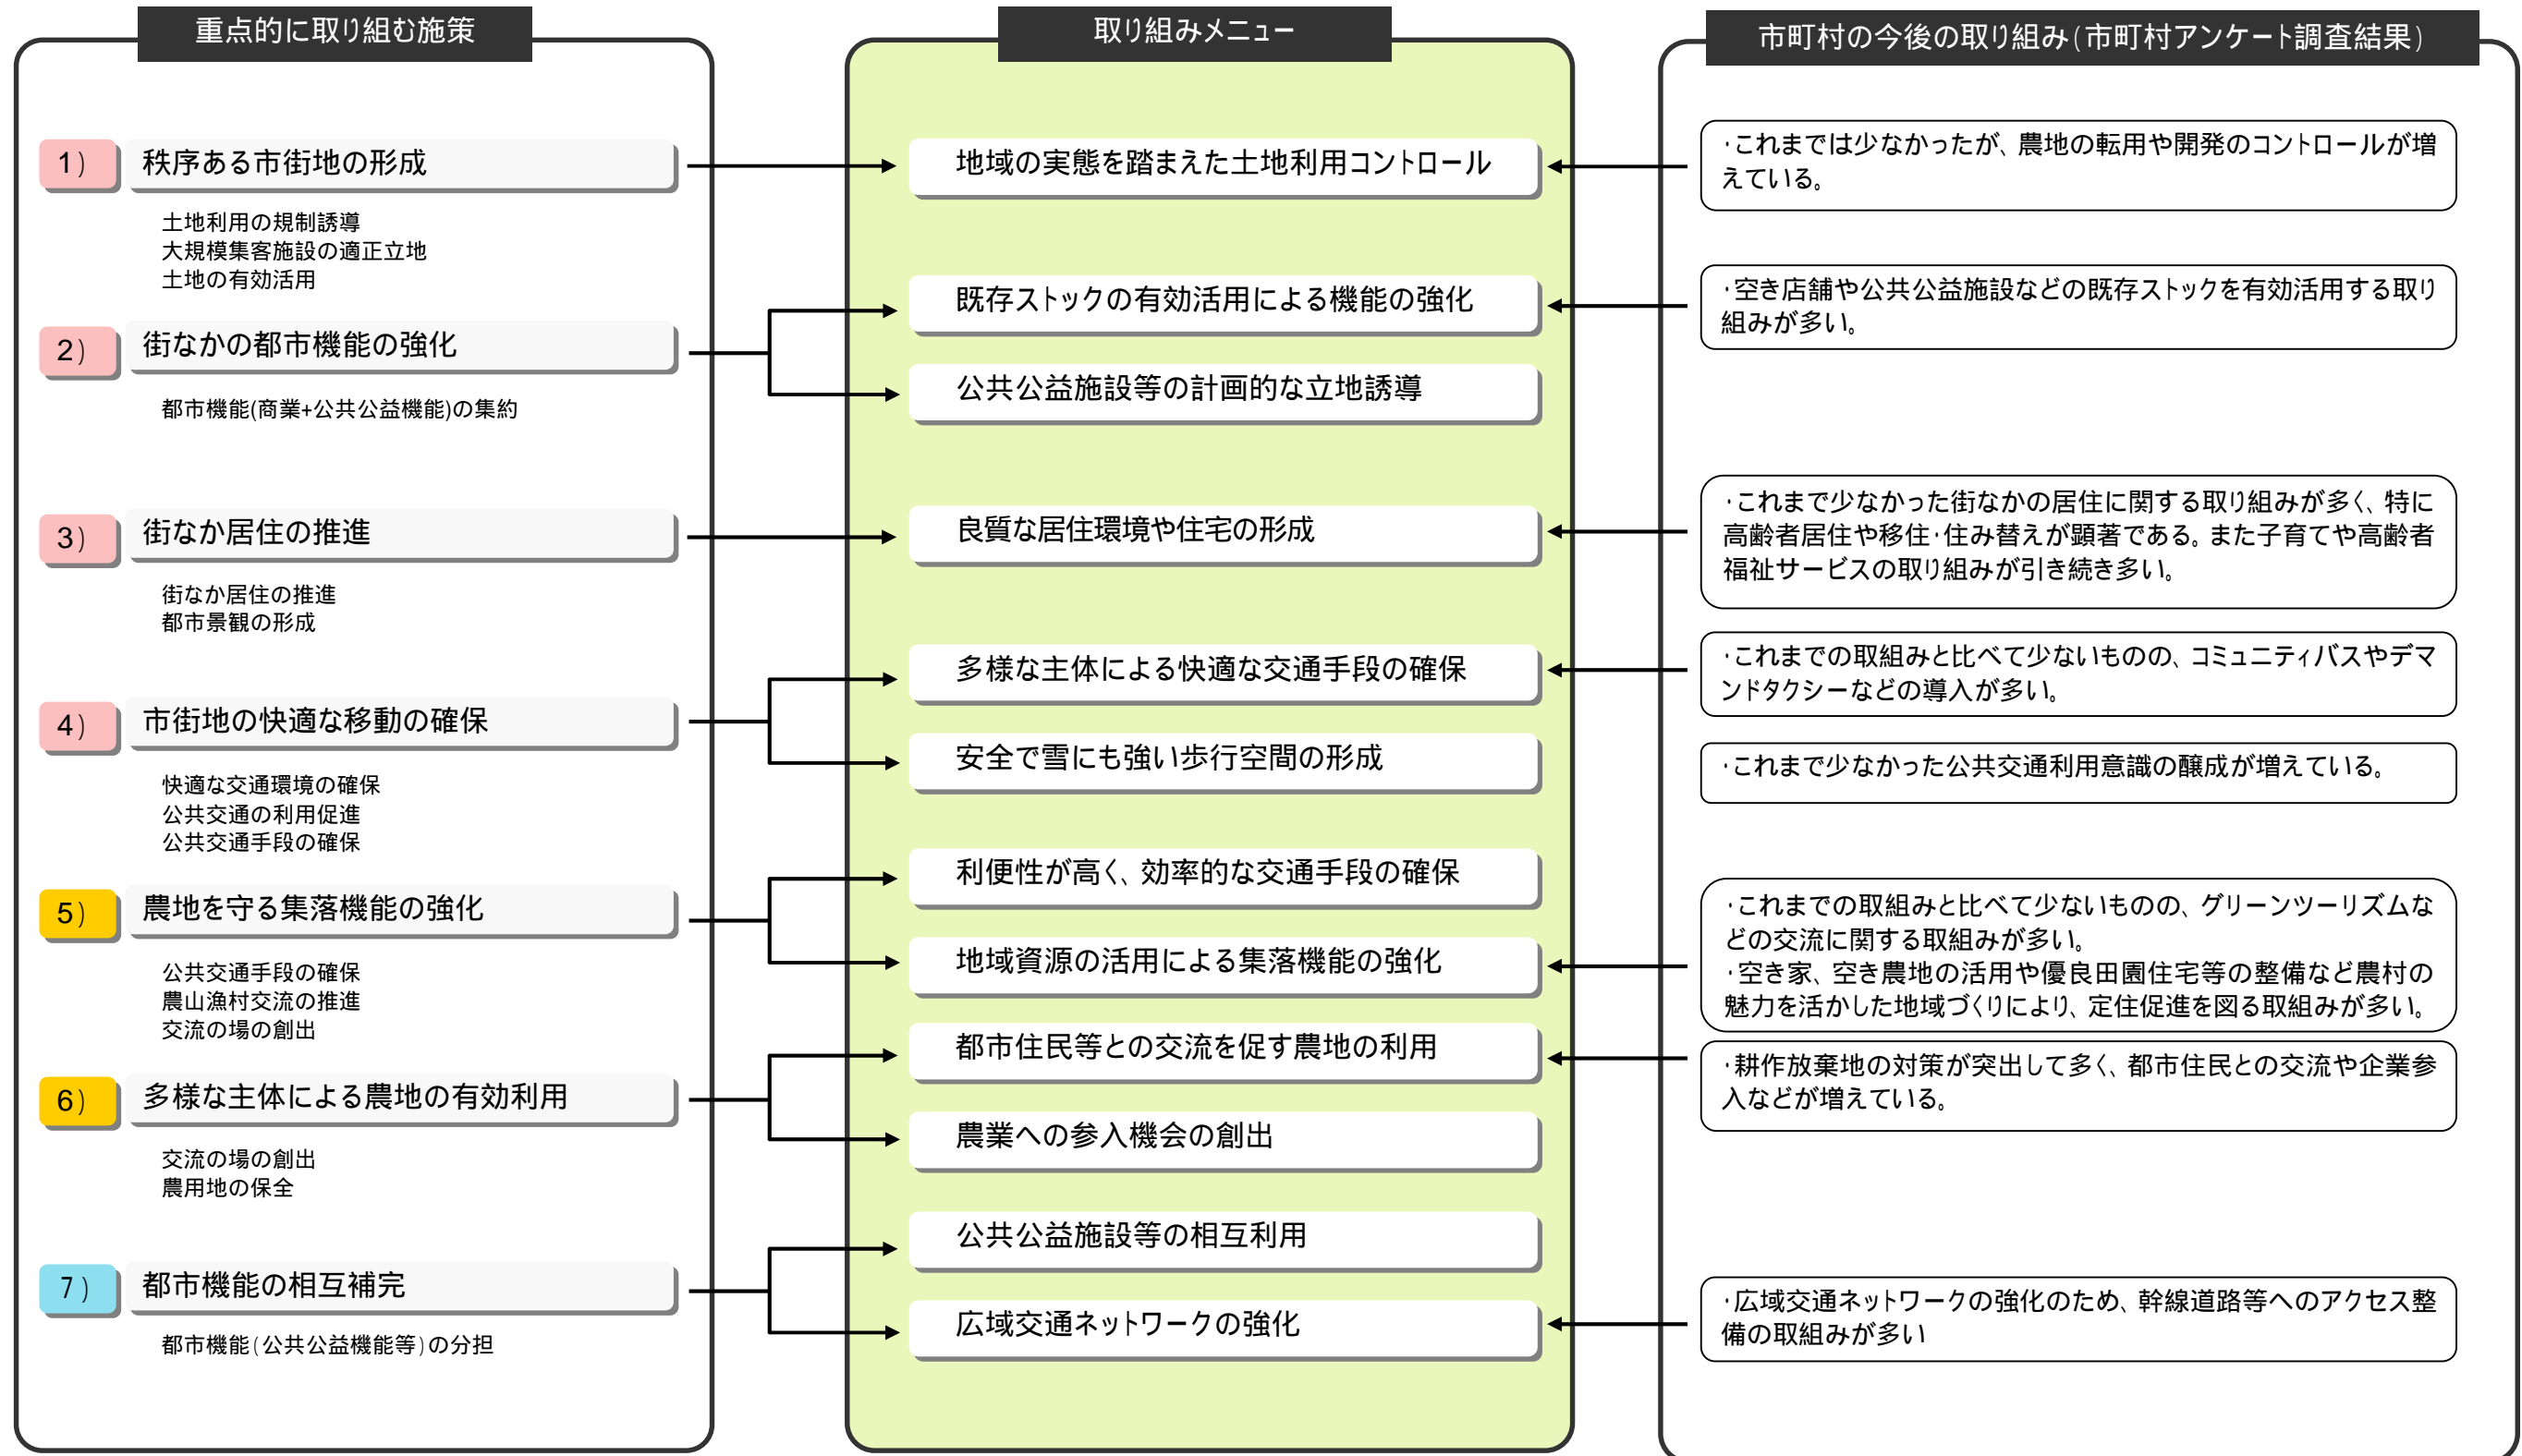 重点的に取り組む施策
1）
秩序ある市街地の形成
土地利用の規制誘導
大規模集客施設の適正立地
土地の有効活用
2）
街なかの都市機能の強化
都市機能(商業+公共公益機能)の集約
3）
街なか居住の推進
街なか居住の推進
都市景観の形成
4）
市街地の快適な移動の確保
快適な交通環境の確保
公共交通の利用促進
公共交通手段の確保
5）
農地を守る集落機能の強化
公共交通手段の確保
農山漁村交流の推進
交流の場の創出
6）
多様な主体による農地の有効利用
交流の場の創出
農用地の保全
7）
都市機能の相互補完
都市機能（公共公益機能等）の分担
取り組みメニュー
地域の実態を踏まえた土地利用コントロール
既存ストックの有効活用による機能の強化
公共公益施設等の計画的な立地誘導
良質な居住環境や住宅の形成
多様な主体による快適な交通手段の確保
安全で雪にも強い歩行空間の形成
利便性が高く、効率的な交通手段の確保
地域資源の活用による集落機能の強化
都市住民等との交流を促す農地の利用
農業への参入機会の創出
公共公益施設等の相互利用
広域交通ネットワークの強化
市町村の今後の取り組み（市町村アンケート調査結果）
・これまでは少なかったが、農地の転用や開発のコントロールが増
えている。
・空き店舗や公共公益施設などの既存ストックを有効活用する取り
組みが多い。
・これまで少なかった街なかの居住に関する取り組みが多く、特に
高齢者居住や移住・住み替えが顕著である。また子育てや高齢者
福祉サービスの取り組みが引き続き多い。
・これまでの取組みと比べて少ないものの、コミュニティバスやデマ
ンドタクシーなどの導入が多い。
・これまで少なかった公共交通利用意識の醸成が増えている。
・これまでの取組みと比べて少ないものの、グリーンツーリズムな
どの交流に関する取組みが多い。
・空き家、空き農地の活用や優良田園住宅等の整備など農村の
魅力を活かした地域づくりにより、定住促進を図る取組みが多い。
・耕作放棄地の対策が突出して多く、都市住民との交流や企業参
入などが増えている。
・広域交通ネットワークの強化のため、幹線道路等へのアクセス整
備の取組みが多い